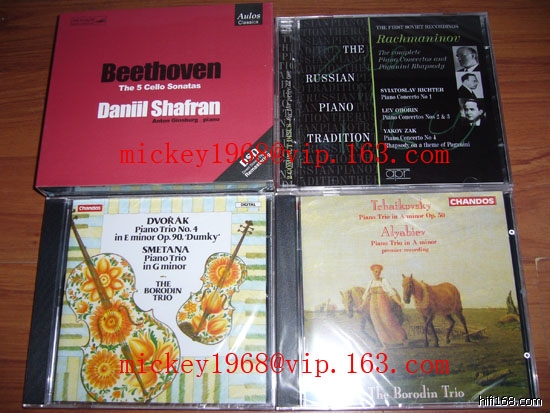 Aulos
Classics
Beethoven
The 5 Cello Sonatas
Daniil Shafran
Anton Ginsburg, piano
THE FIRST SOVIET RECORDINGS
Rachmaninov
The complete
Piano Concertos and
Paganini Rhapsody
THE
RUSSIAN
PIANO
TRADITION
SVIATOSLAV RICHTER
Piano Concerto No 1
LEV OBORIN
Piano Concertos Nos 2 & 3
YAKOV ZAK
Piano Concerto No 4
Rhapsody on a theme of Paganini
apr
mickey1968@vip.163.com
Chandos
DIGITAL
DVOŘÁK
Piano Trio No. 4
in E minor Op. 90, 'Dumky'
SMETANA
Piano Trio
in G minor
THE
BORODIN
TRIO
Tchaikovsky
CHANDOS
Piano Trio in A minor Op. 50
Alyabiev
Piano Trio in A minor
premier recording
mickey1968@vip.163.com
The Borodin Trio
hifi168.com